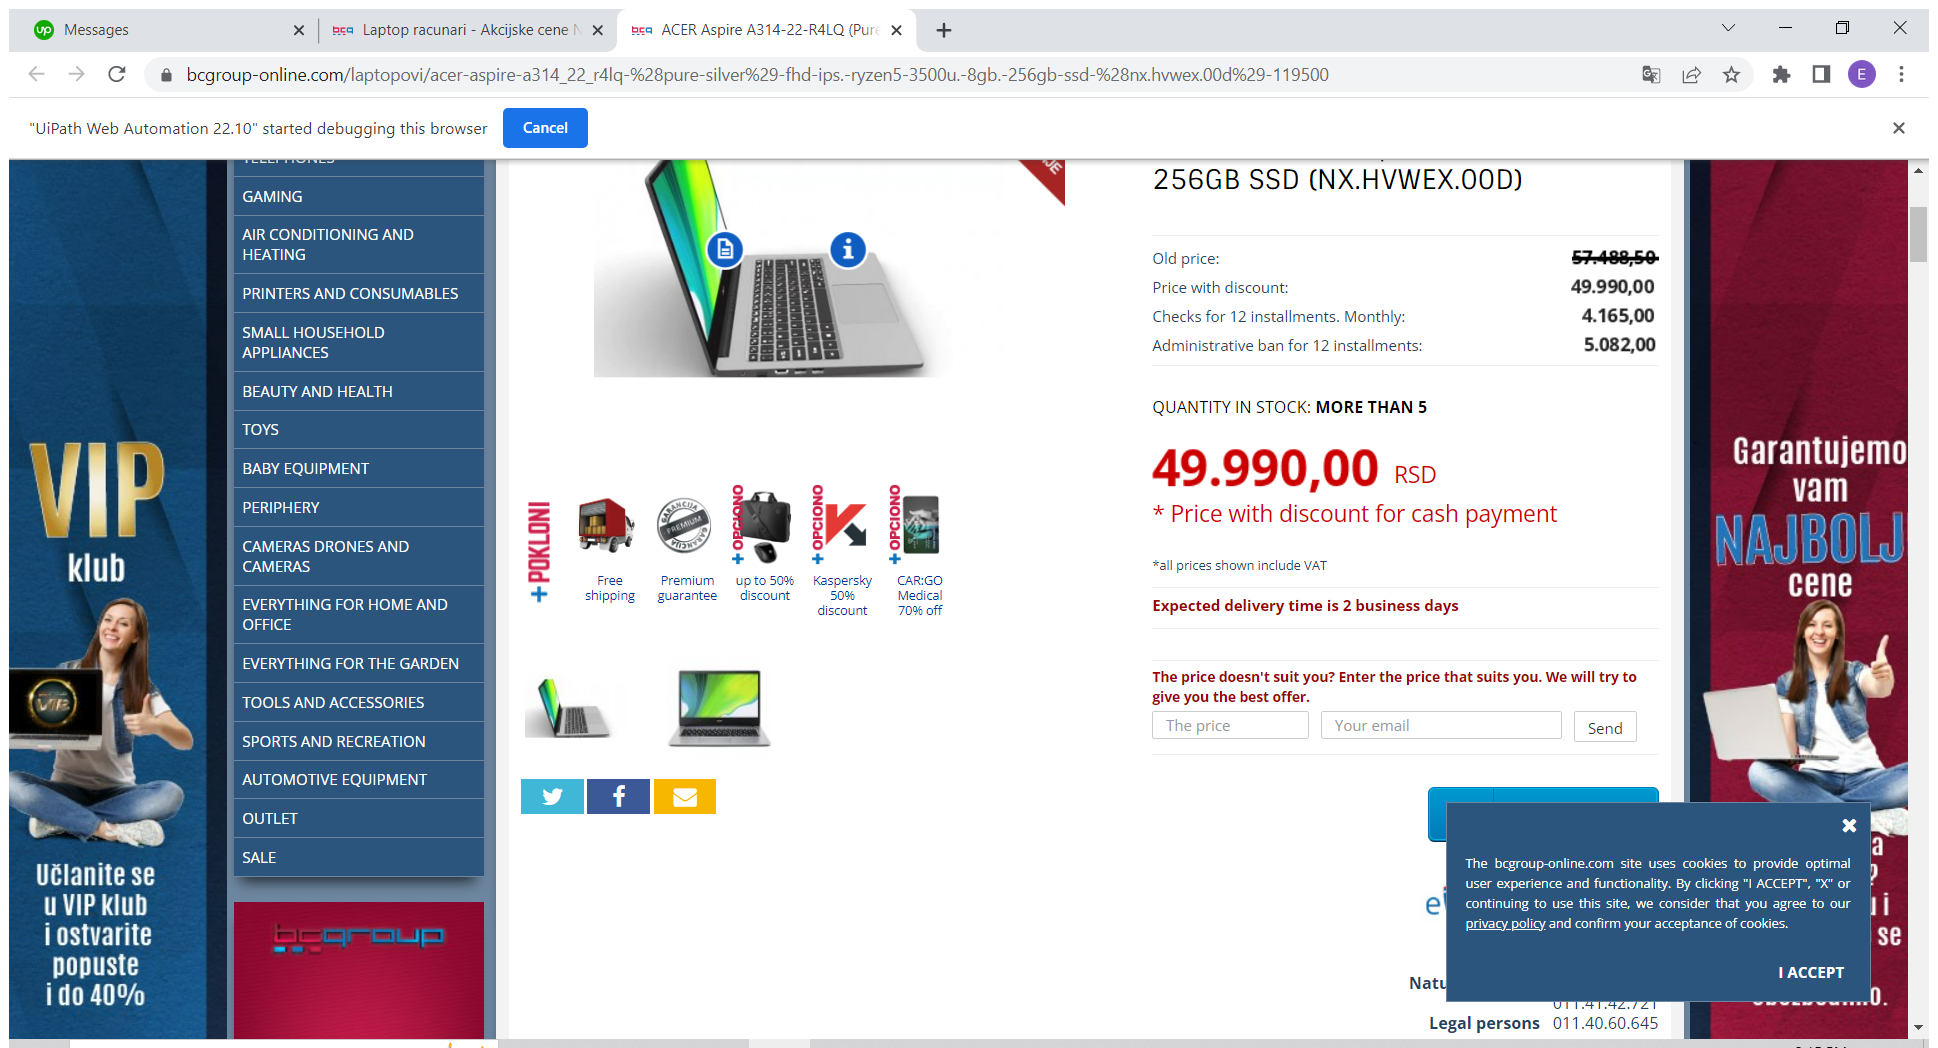 Messages
bcg Laptop racunari - Akcijske cene N
bcg ACER Aspire A314-22-R4LQ (Pure
bcgroup-online.com/laptopovi/acer-aspire-a314_22_r4lq-%28pure-silver%29-fhd-ips.-ryzen5-3500u.-8gb.-256gb-ssd-%28nx.hvwex.00d%29-119500
E
"UiPath Web Automation 22.10" started debugging this browser
Cancel
TELEPHONES
GAMING
AIR CONDITIONING AND
HEATING
PRINTERS AND CONSUMABLES
SMALL HOUSEHOLD
APPLIANCES
BEAUTY AND HEALTH
TOYS
BABY EQUIPMENT
PERIPHERY
CAMERAS DRONES AND
CAMERAS
EVERYTHING FOR HOME AND
OFFICE
EVERYTHING FOR THE GARDEN
TOOLS AND ACCESSORIES
SPORTS AND RECREATION
AUTOMOTIVE EQUIPMENT
OUTLET
SALE
bcgroup
VIP
klub
Učlanite se
u VIP klub
i ostvarite
popuste
i do 40%
256GB SSD (NX.HVWEX.00D)
Old price: 57.488,50
Price with discount: 49.990,00
Checks for 12 installments. Monthly: 4.165,00
Administrative ban for 12 installments: 5.082,00
QUANTITY IN STOCK: MORE THAN 5
49.990,00 RSD
* Price with discount for cash payment
*all prices shown include VAT
Expected delivery time is 2 business days
The price doesn't suit you? Enter the price that suits you. We will try to
give you the best offer.
The price
Your email
Send
+ POKLONI
GARANCIJA
PREMIUM
GARANCIJA
+ OPCIONO
+ OPCIONO
+ OPCIONO
Free
shipping
Premium
guarantee
up to 50%
discount
Kaspersky
50%
discount
CAR:GO
Medical
70% off
The bcgroup-online.com site uses cookies to provide optimal
user experience and functionality. By clicking "I ACCEPT", "X" or
continuing to use this site, we consider that you agree to our
privacy policy and confirm your acceptance of cookies.
I ACCEPT
011.41.42.721
Legal persons 011.40.60.645
Garantujemo
vam
NAJBOLJ
cene
se